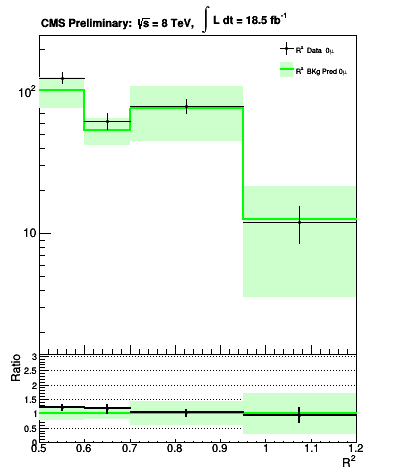 CMS Preliminary: √s = 8 TeV, ∫ L dt = 18.5 fb⁻¹
R² Data 0μ
R² BKg Pred 0μ
10²
10
Ratio
3
2.5
2
1.5
1
0.5
0
0.5 0.6 0.7 0.8 0.9 1 1.1 1.2
R²